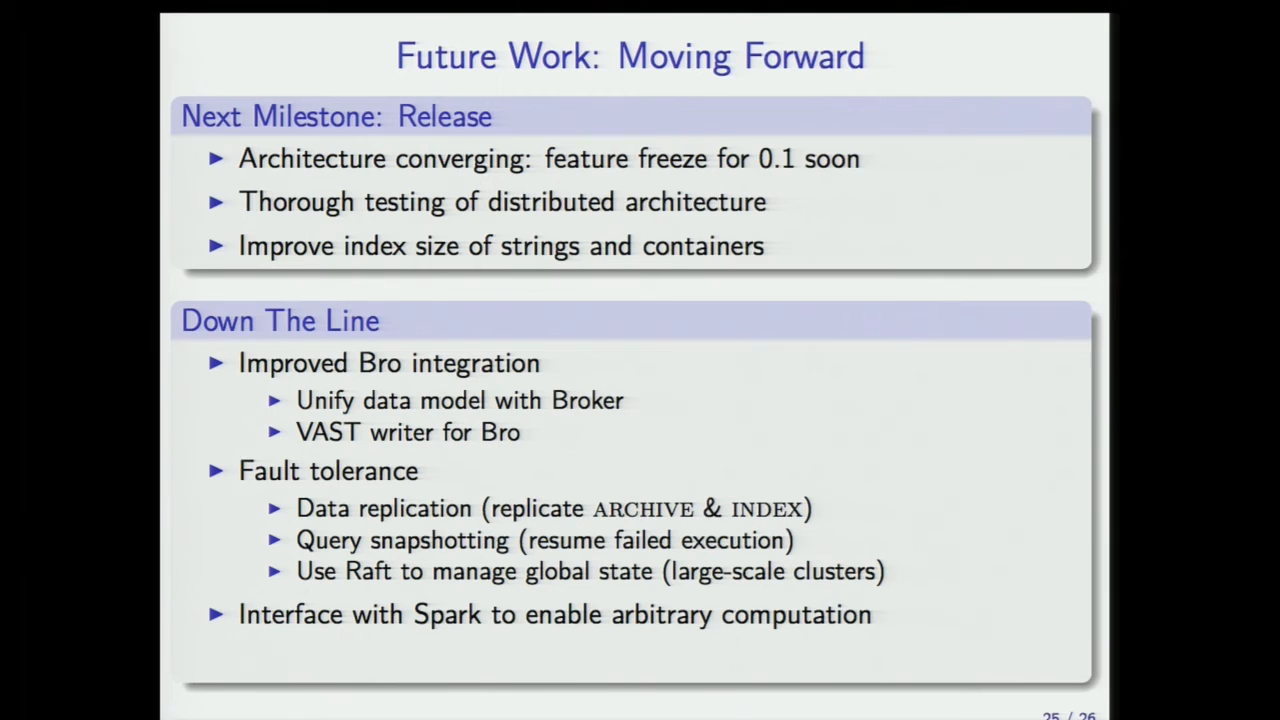 Future Work: Moving Forward
Next Milestone: Release
Architecture converging: feature freeze for 0.1 soon
Thorough testing of distributed architecture
Improve index size of strings and containers
Down The Line
Improved Bro integration
Unify data model with Broker
VAST writer for Bro
Fault tolerance
Data replication (replicate ARCHIVE & INDEX)
Query snapshotting (resume failed execution)
Use Raft to manage global state (large-scale clusters)
Interface with Spark to enable arbitrary computation
25 / 26